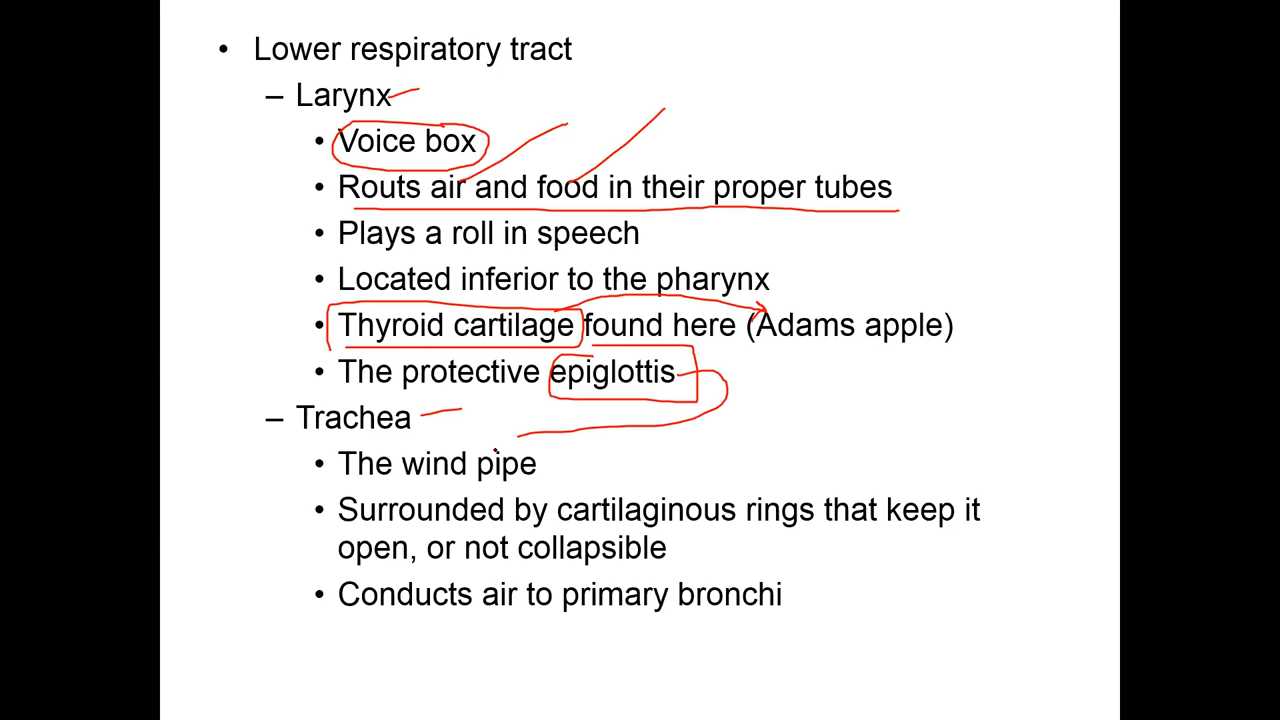 • Lower respiratory tract
– Larynx
• Voice box
• Routs air and food in their proper tubes
• Plays a roll in speech
• Located inferior to the pharynx
• Thyroid cartilage found here (Adams apple)
• The protective epiglottis
– Trachea
• The wind pipe
• Surrounded by cartilaginous rings that keep it
open, or not collapsible
• Conducts air to primary bronchi